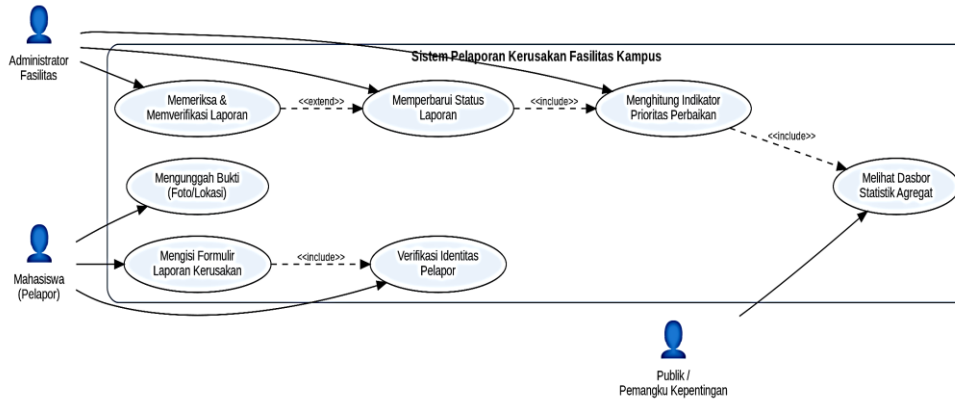 Administrator
Fasilitas
Sistem Pelaporan Kerusakan Fasilitas Kampus
Memeriksa &
Memverifikasi Laporan
<<extend>>
Memperbarui Status
Laporan
<<include>>
Menghitung Indikator
Prioritas Perbaikan
<<include>>
Melihat Dasbor
Statistik Agregat
Mengunggah Bukti
(Foto/Lokasi)
Mahasiswa
(Pelapor)
Mengisi Formulir
Laporan Kerusakan
<<include>>
Verifikasi Identitas
Pelapor
Publik /
Pemangku Kepentingan